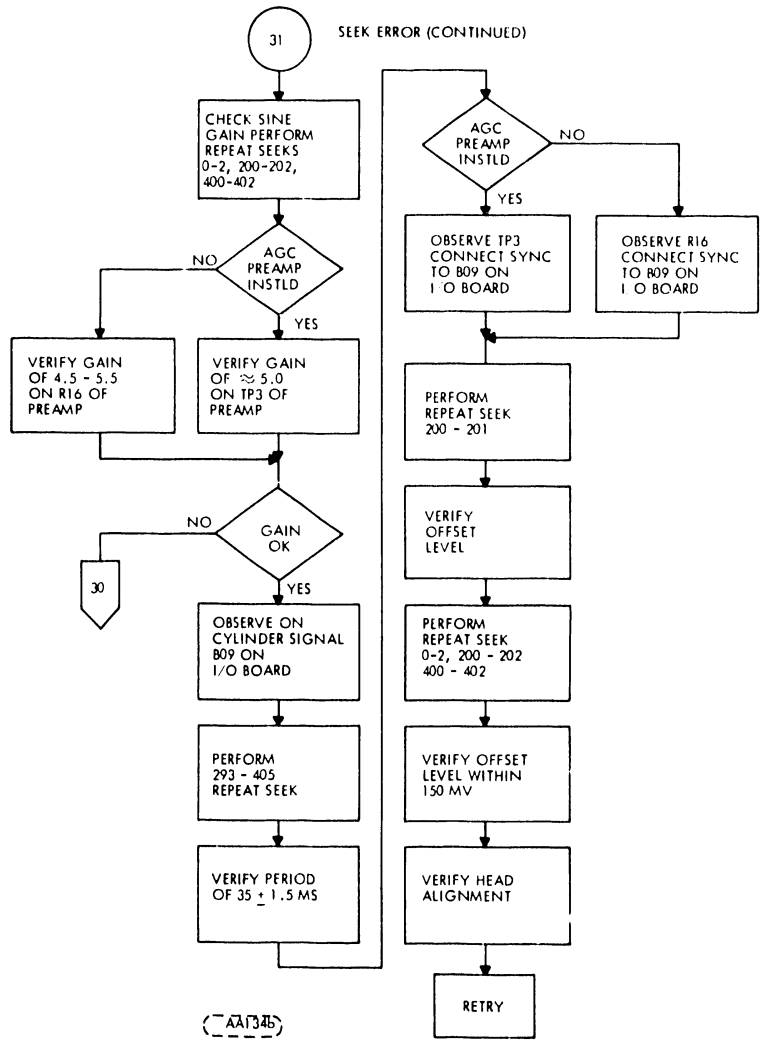 31
SEEK ERROR (CONTINUED)
CHECK SINE
GAIN PERFORM
REPEAT SEEKS
0-2, 200-202,
400-402
AGC
PREAMP
INSTLD
NO
YES
VERIFY GAIN
OF 4.5 - 5.5
ON R16 OF
PREAMP
VERIFY GAIN
OF ≈ 5.0
ON TP3 OF
PREAMP
GAIN
OK
NO
30
YES
OBSERVE ON
CYLINDER SIGNAL
B09 ON
I/O BOARD
PERFORM
293 - 405
REPEAT SEEK
VERIFY PERIOD
OF 35 ± 1.5 MS
AGC
PREAMP
INSTLD
NO
YES
OBSERVE TP3
CONNECT SYNC
TO B09 ON
I/O BOARD
OBSERVE R16
CONNECT SYNC
TO B09 ON
I O BOARD
PERFORM
REPEAT SEEK
200 - 201
VERIFY
OFFSET
LEVEL
PERFORM
REPEAT SEEK
0-2, 200 - 202
400 - 402
VERIFY OFFSET
LEVEL WITHIN
150 MV
VERIFY HEAD
ALIGNMENT
RETRY
AA134b